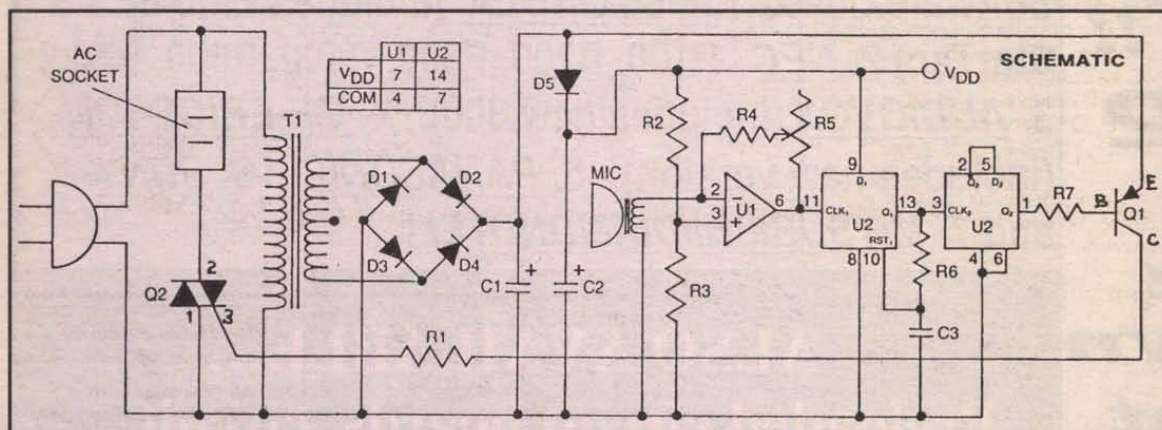 AC
SOCKET
U1 U2
VDD 7 14
COM 4 7
T1
SCHEMATIC
VDD
D5
R2
R4
R5
MIC
D1
D2
D3
D4
2
3
U1
6
11
9
D1
CLK1
Q1
U2
RST1
8
10
13
3
2
5
Q2
D2
CLK2
Q2
U2
4
6
1
R7
B
E
Q1
C
R6
C3
R3
C1
+
C2
+
Q2
2
1
3
R1